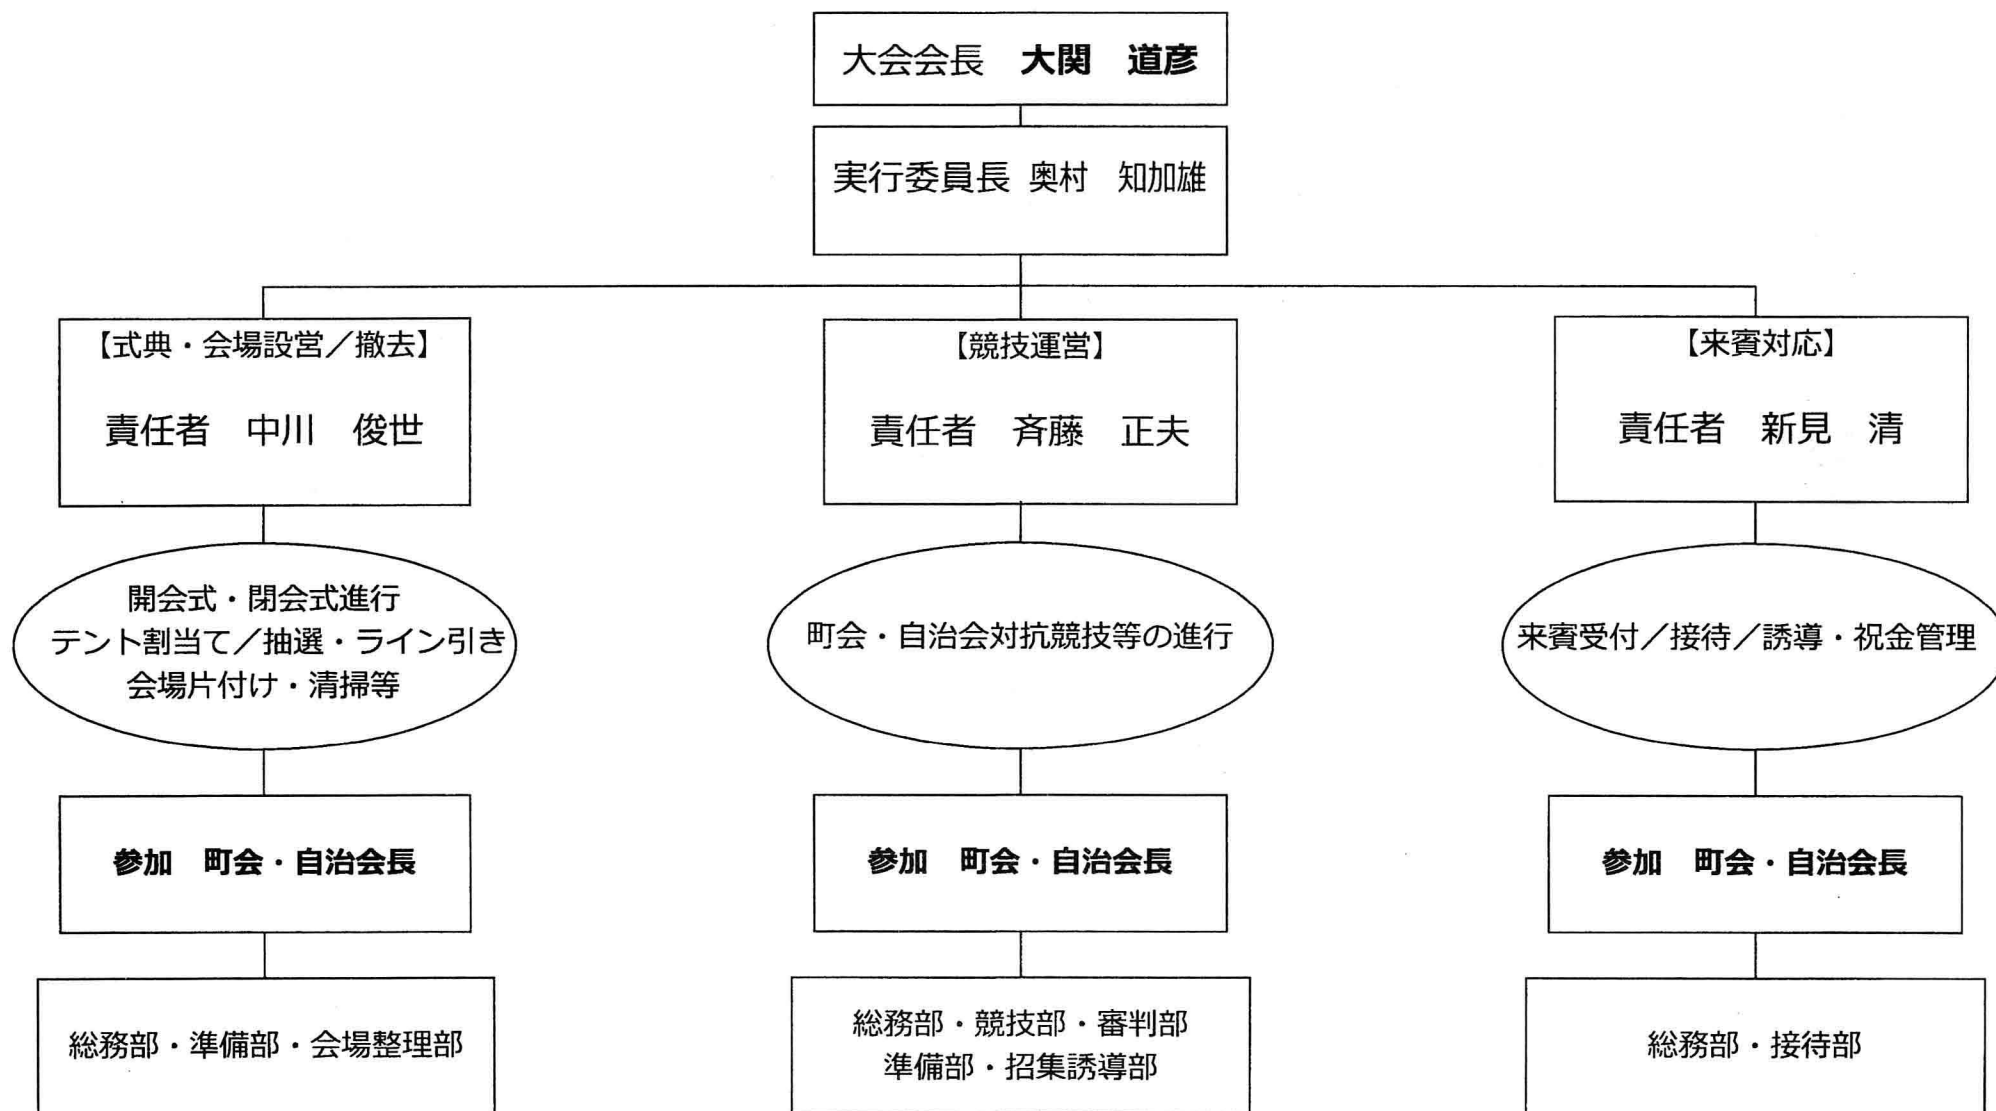 大会会長　大関　道彦
実行委員長 奥村　知加雄
【式典・会場設営／撤去】
責任者　中川　俊世
【競技運営】
責任者　斉藤　正夫
【来賓対応】
責任者　新見　清
開会式・閉会式進行
テント割当て／抽選・ライン引き
会場片付け・清掃等
町会・自治会対抗競技等の進行
来賓受付／接待／誘導・祝金管理
参加　町会・自治会長
参加　町会・自治会長
参加　町会・自治会長
総務部・準備部・会場整理部
総務部・競技部・審判部
準備部・招集誘導部
総務部・接待部